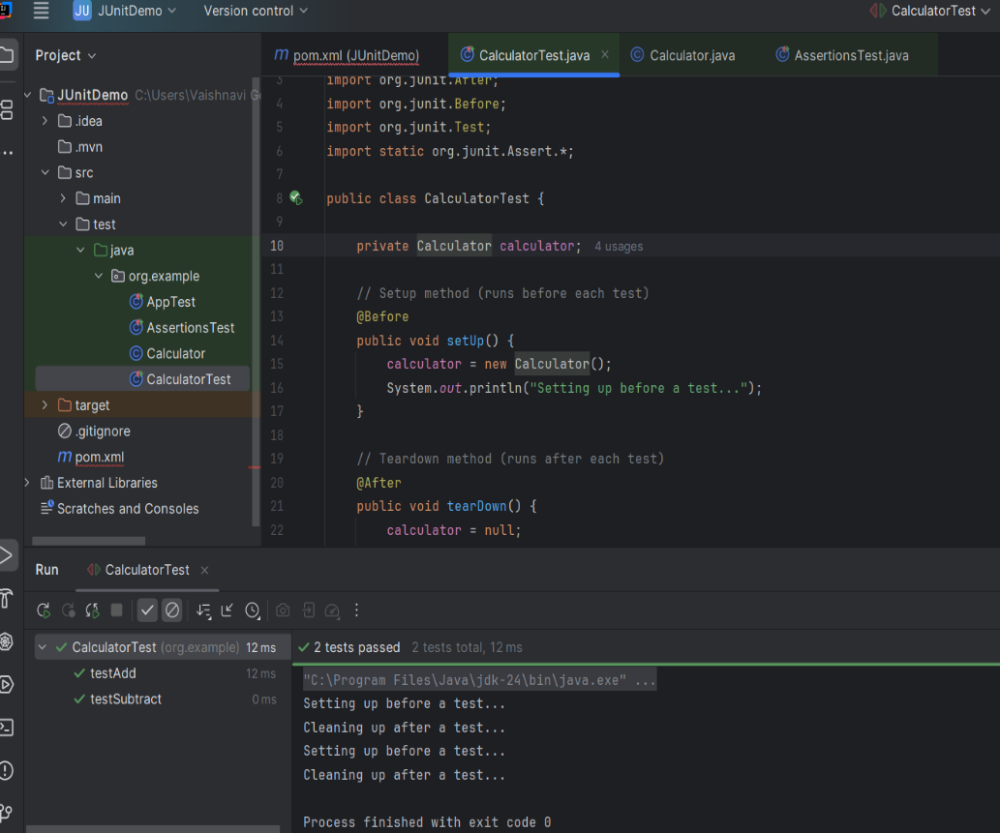 JU JUnitDemo Version control CalculatorTest
Project
pom.xml (JUnitDemo) CalculatorTest.java Calculator.java AssertionsTest.java
JUnitDemo C:\Users\Vaishnavi
.idea
.mvn
src
main
test
java
org.example
AppTest
AssertionsTest
Calculator
CalculatorTest
target
.gitignore
pom.xml
External Libraries
Scratches and Consoles
3 import org.junit.After;
4 import org.junit.Before;
5 import org.junit.Test;
6 import static org.junit.Assert.*;
7
8 public class CalculatorTest {
9
10 private Calculator calculator; 4 usages
11
12 // Setup method (runs before each test)
13 @Before
14 public void setUp() {
15 calculator = new Calculator();
16 System.out.println("Setting up before a test...");
17 }
18
19 // Teardown method (runs after each test)
20 @After
21 public void tearDown() {
22 calculator = null;
Run CalculatorTest
CalculatorTest (org.example) 12 ms
testAdd 12 ms
testSubtract 0 ms
2 tests passed 2 tests total, 12 ms
"C:\Program Files\Java\jdk-24\bin\java.exe" ...
Setting up before a test...
Cleaning up after a test...
Setting up before a test...
Cleaning up after a test...
Process finished with exit code 0